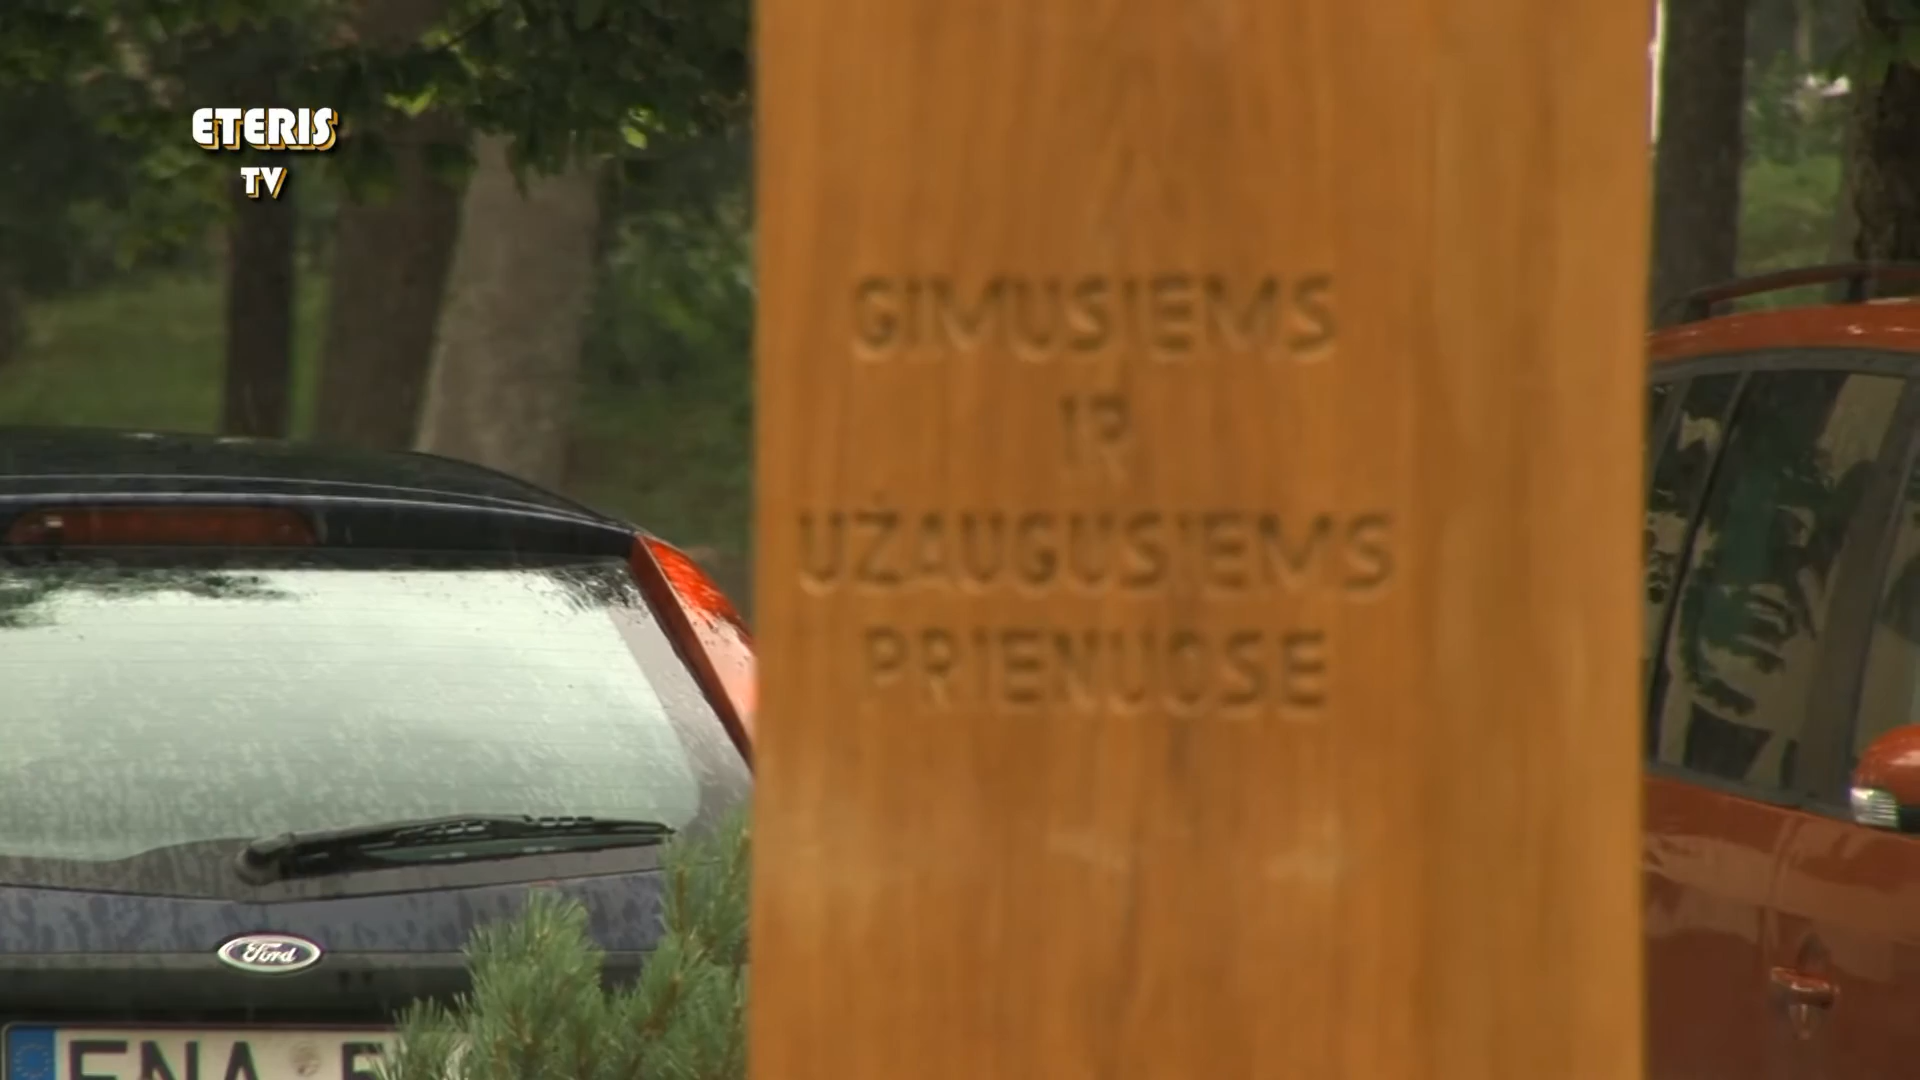 ETERIS
TV
GIMUSIEMS
IR
UŽAUGUSIEMS
PRIENUOSE
Ford